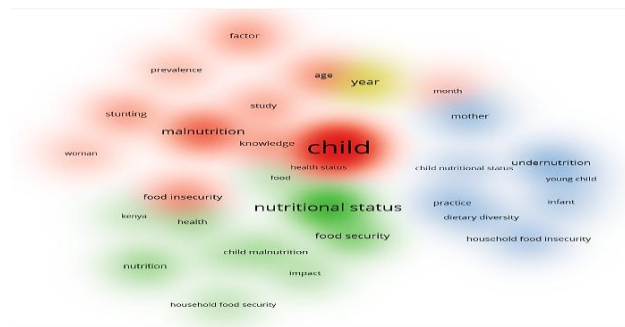 factor
prevalence
age
year
month
study
stunting
mother
malnutrition
knowledge
child
woman
undernutrition
health status
child nutritional status
food
young child
food insecurity
practice
infant
nutritional status
kenya
dietary diversity
health
food security
household food insecurity
child malnutrition
nutrition
impact
household food security